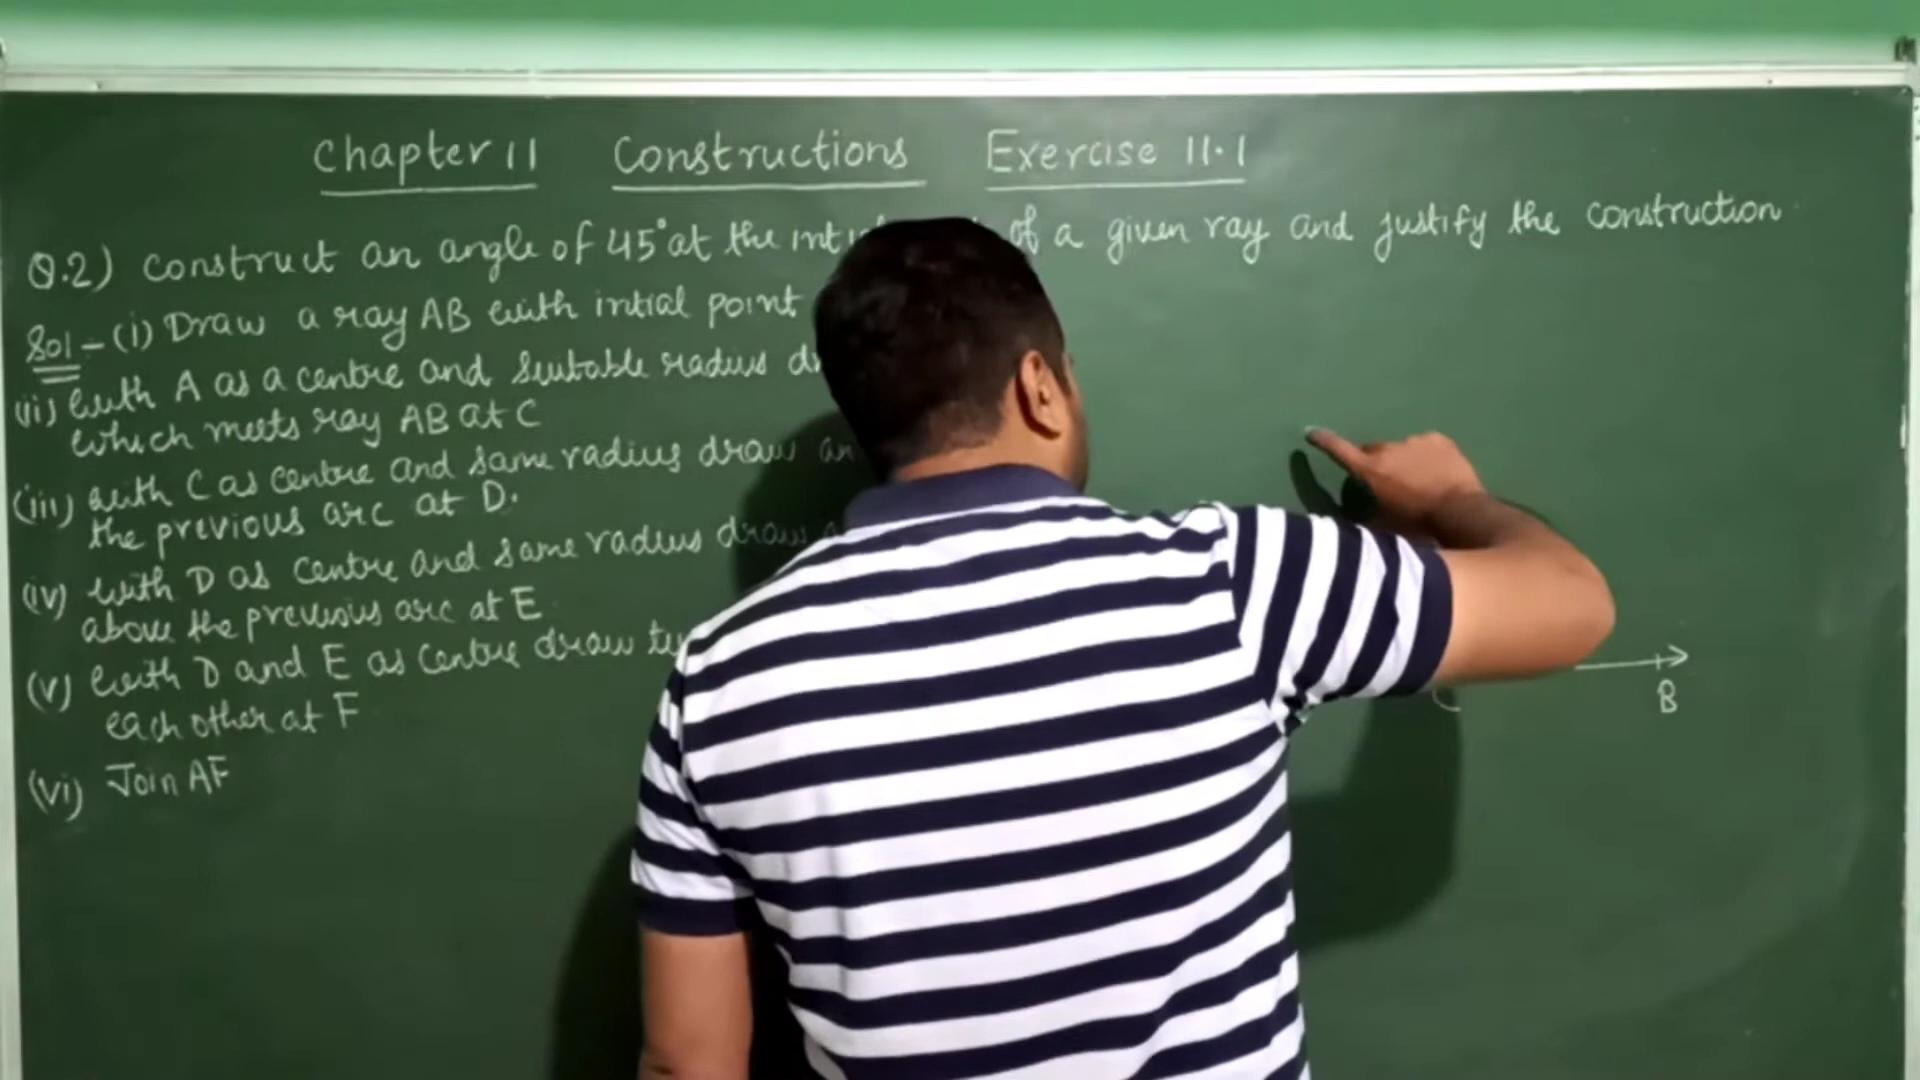 Chapter 11 Constructions Exercise 11.1
Q.2) Construct an angle of 45° at the of a given ray and justify the construction
Sol - (i) Draw a ray AB with intial point
(ii) with A as a centre and Suitable radius
which meets ray AB at C
(iii) with C as centre and same radius draw an
the previous arc at D.
(iv) with D as centre and same radius draw
above the previous arc at E
(v) with D and E as centre draw
each other at F
(vi) Join AF
C
B